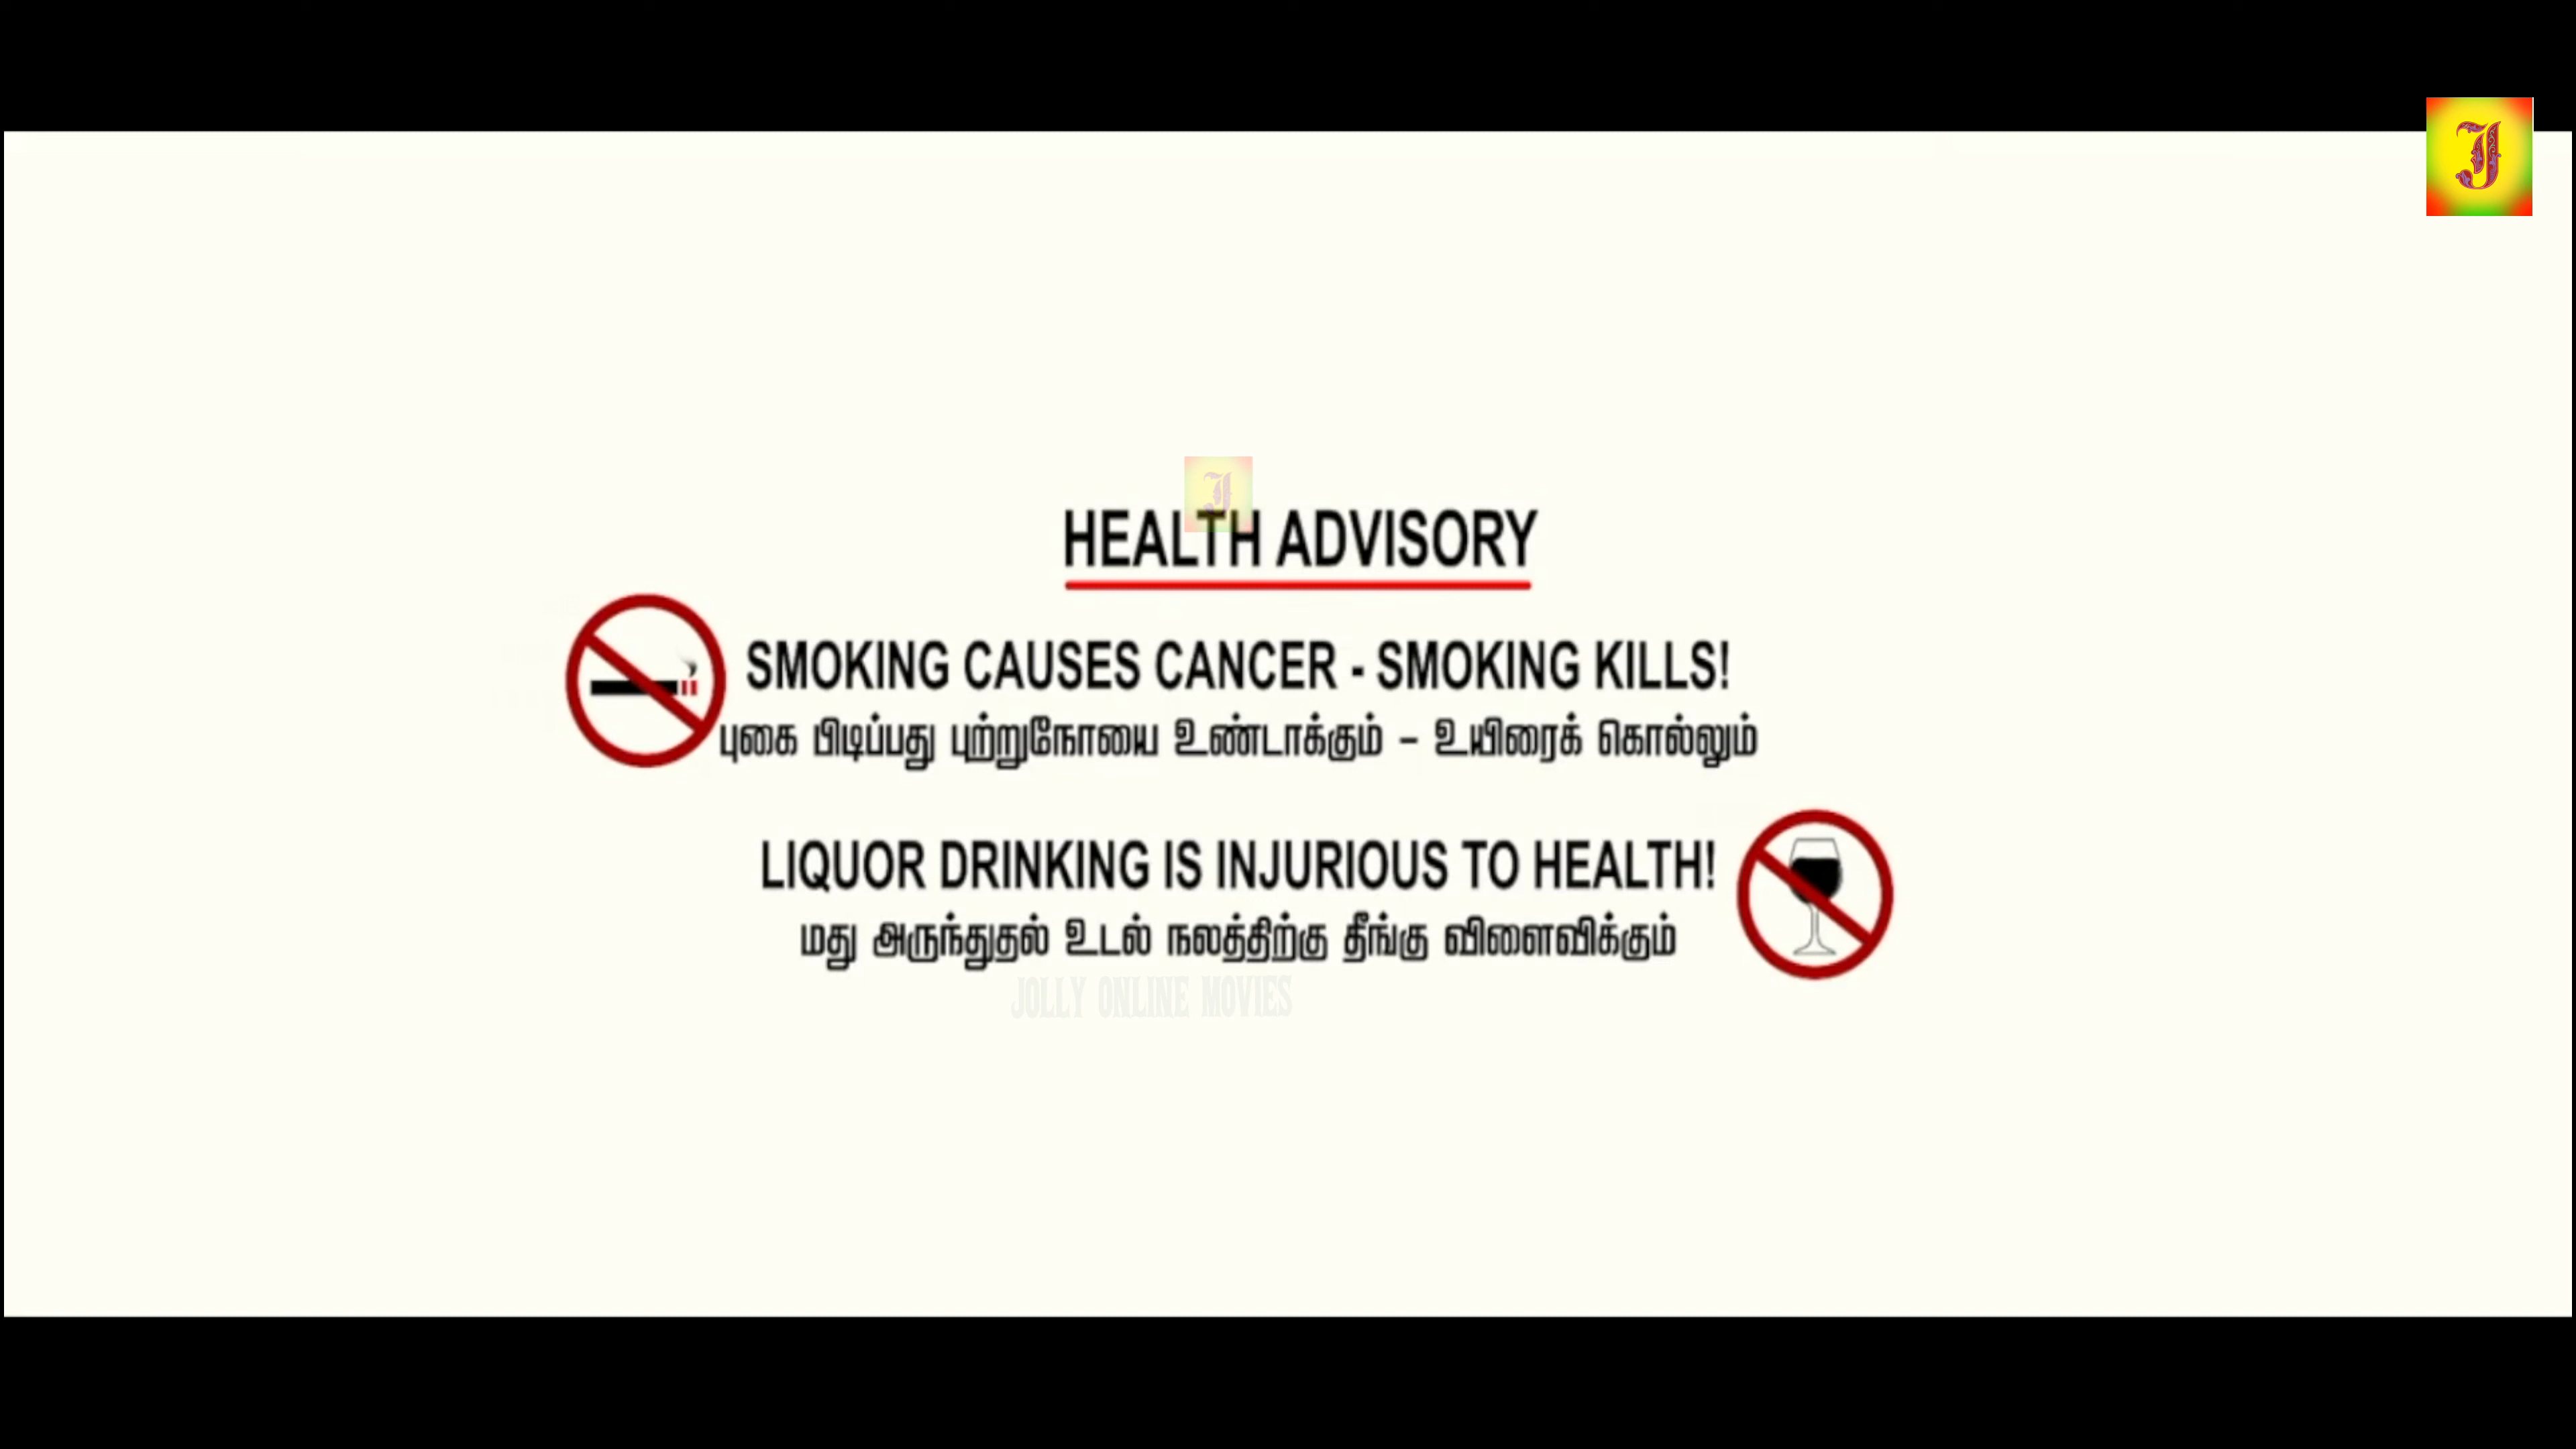 J
J
HEALTH ADVISORY
SMOKING CAUSES CANCER - SMOKING KILLS!
புகை பிடிப்பது புற்றுநோயை உண்டாக்கும் – உயிரைக் கொல்லும்
LIQUOR DRINKING IS INJURIOUS TO HEALTH!
மது அருந்துதல் உடல் நலத்திற்கு தீங்கு விளைவிக்கும்
JOLLY ONLINE MOVIES